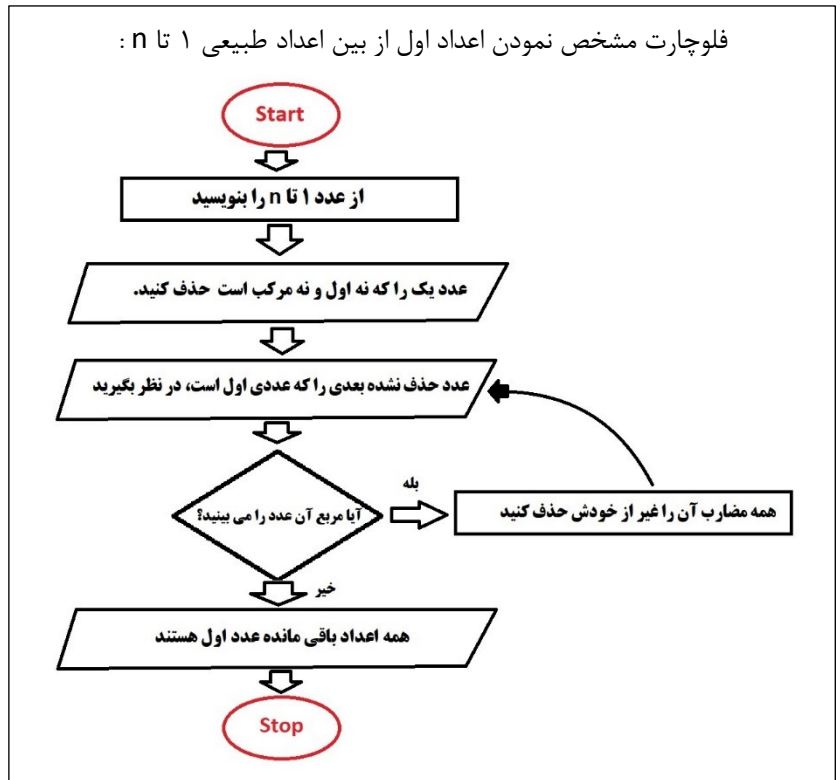 فلوچارت مشخص نمودن اعداد اول از بین اعداد طبیعی ۱ تا n :
Start
از عدد ۱ تا n را بنویسید
عدد یک را که نه اول و نه مرکب است حذف کنید.
عدد حذف نشده بعدی را که عددی اول است، در نظر بگیرید
آیا مربع آن عدد را می بینید؟
بله
همه مضارب آن را غیر از خودش حذف کنید
خیر
همه اعداد باقی مانده عدد اول هستند
Stop